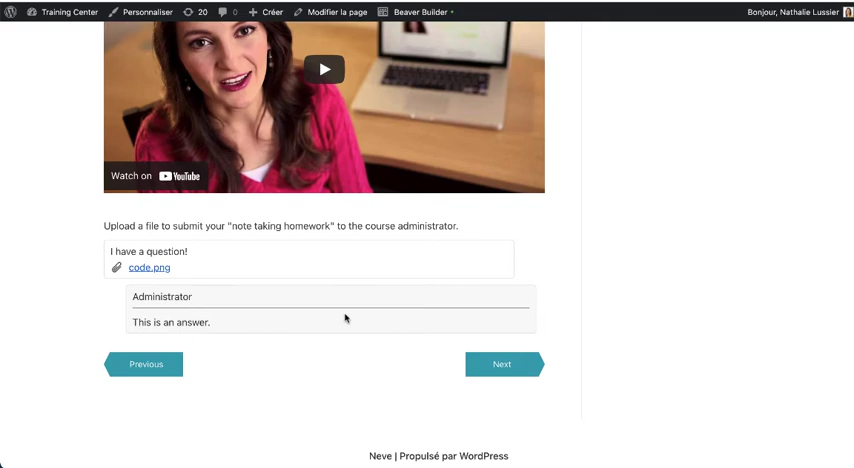 Training Center Personnaliser 20 0 Créer Modifier la page Beaver Builder Bonjour, Nathalie Lussier
Watch on YouTube
Upload a file to submit your "note taking homework" to the course administrator.
I have a question!
code.png
Administrator
This is an answer.
Previous Next
Neve | Propulsé par WordPress